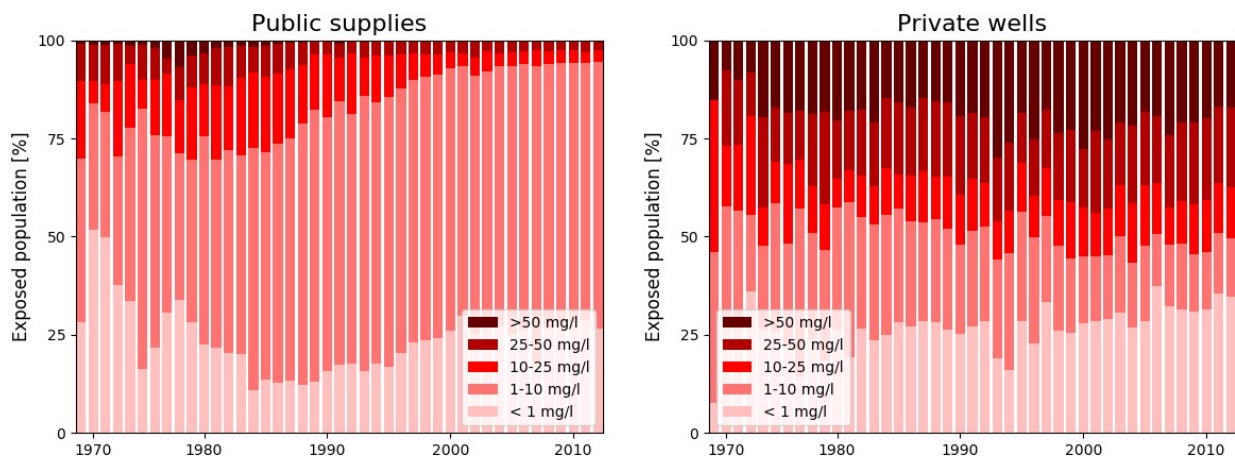 Public supplies
Exposed population [%]
100
75
50
25
0
>50 mg/l
25-50 mg/l
10-25 mg/l
1-10 mg/l
< 1 mg/l
1970 1980 1990 2000 2010
Private wells
Exposed population [%]
100
75
50
25
0
>50 mg/l
25-50 mg/l
10-25 mg/l
1-10 mg/l
< 1 mg/l
1970 1980 1990 2000 2010